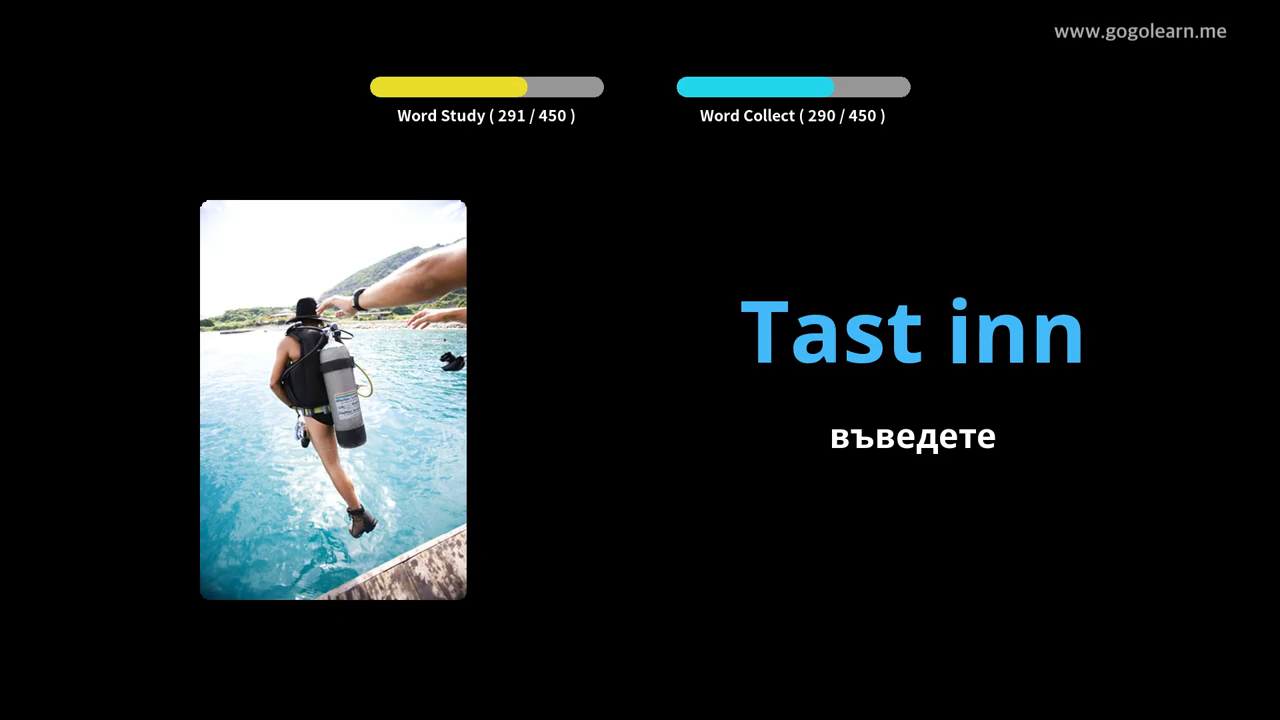 www.gogolearn.me
Word Study ( 291 / 450 )
Word Collect ( 290 / 450 )
Tast inn
въведете